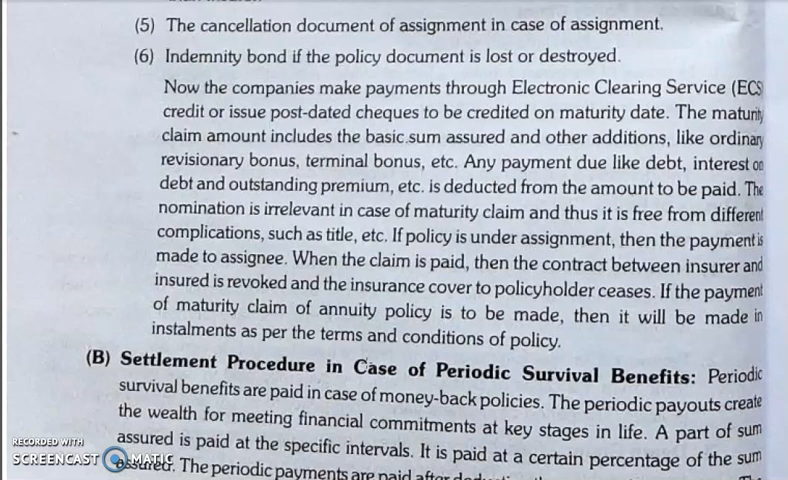 (5) The cancellation document of assignment in case of assignment.
(6) Indemnity bond if the policy document is lost or destroyed.
Now the companies make payments through Electronic Clearing Service (ECS
credit or issue post-dated cheques to be credited on maturity date. The maturity
claim amount includes the basic sum assured and other additions, like ordinary
revisionary bonus, terminal bonus, etc. Any payment due like debt, interest on
debt and outstanding premium, etc. is deducted from the amount to be paid. The
nomination is irrelevant in case of maturity claim and thus it is free from different
complications, such as title, etc. If policy is under assignment, then the payment is
made to assignee. When the claim is paid, then the contract between insurer and
insured is revoked and the insurance cover to policyholder ceases. If the payment
of maturity claim of annuity policy is to be made, then it will be made in
instalments as per the terms and conditions of policy.
(B) Settlement Procedure in Case of Periodic Survival Benefits: Periodic
survival benefits are paid in case of money-back policies. The periodic payouts create
the wealth for meeting financial commitments at key stages in life. A part of sum
assured is paid at the specific intervals. It is paid at a certain percentage of the sum
assured. The periodic payments are paid after
RECORDED WITH
SCREENCAST MATIC